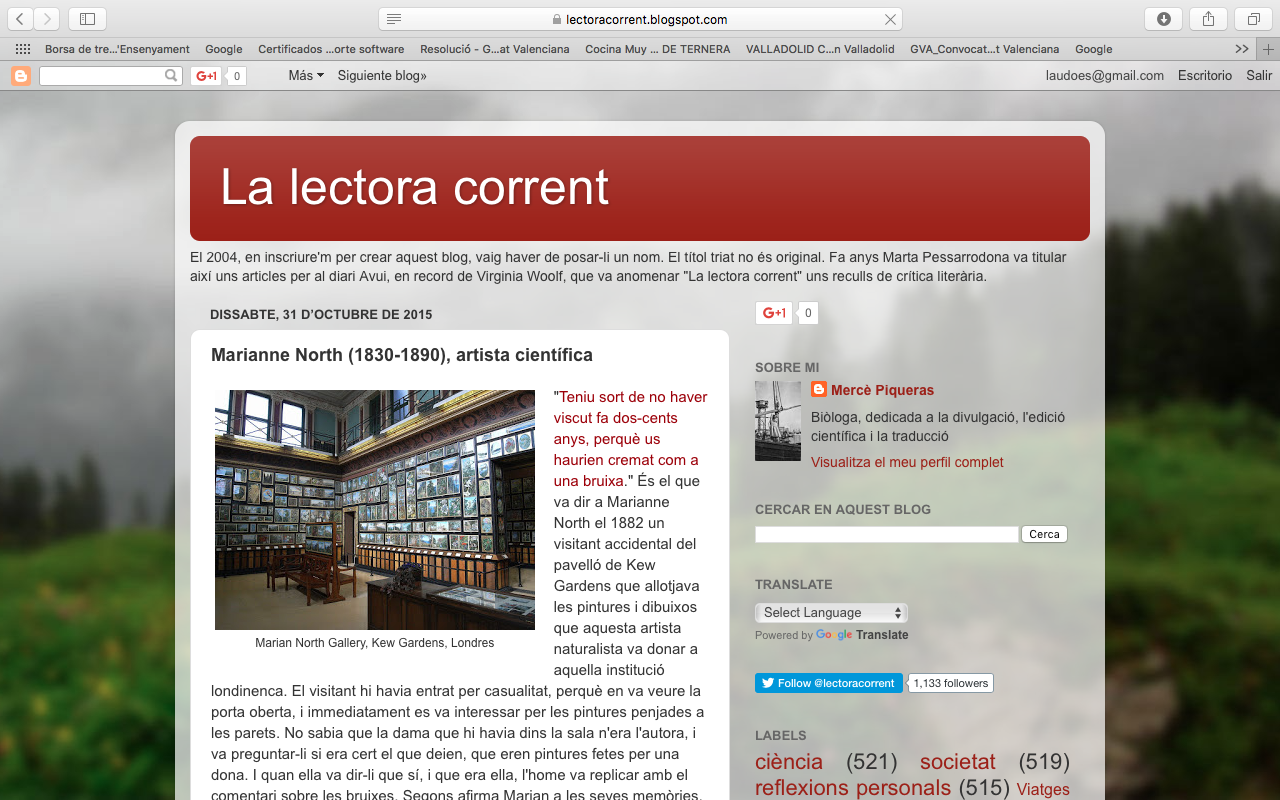 lectoracorrent.blogspot.com
Borsa de tre...'Ensenyament Google Certificados ...orte software Resolució - G...at Valenciana Cocina Muy ... DE TERNERA VALLADOLID C...n Valladolid GVA_Convocat...t Valenciana Google >>
G+1 0 Más Siguiente blog» laudoes@gmail.com Escritorio Salir
La lectora corrent
El 2004, en inscriure'm per crear aquest blog, vaig haver de posar-li un nom. El títol triat no és original. Fa anys Marta Pessarrodona va titular
així uns articles per al diari Avui, en record de Virginia Woolf, que va anomenar "La lectora corrent" uns reculls de crítica literària.
DISSABTE, 31 D'OCTUBRE DE 2015
Marianne North (1830-1890), artista científica
"Teniu sort de no haver
viscut fa dos-cents
anys, perquè us
haurien cremat com a
una bruixa." És el que
va dir a Marianne
North el 1882 un
visitant accidental del
pavelló de Kew
Gardens que allotjava
les pintures i dibuixos
que aquesta artista
naturalista va donar a
aquella institució
Marian North Gallery, Kew Gardens, Londres
londinenca. El visitant hi havia entrat per casualitat, perquè en va veure la
porta oberta, i immediatament es va interessar per les pintures penjades a
les parets. No sabia que la dama que hi havia dins la sala n'era l'autora, i
va preguntar-li si era cert el que deien, que eren pintures fetes per una
dona. I quan ella va dir-li que sí, i que era ella, l'home va replicar amb el
comentari sobre les bruixes. Segons afirma Marian a les seves memòries,
G+1 0
SOBRE MI
Mercè Piqueras
Biòloga, dedicada a la divulgació, l'edició
científica i la traducció
Visualitza el meu perfil complet
CERCAR EN AQUEST BLOG
Cerca
TRANSLATE
Select Language
Powered by Google Translate
Follow @lectoracorrent 1,133 followers
LABELS
ciència (521) societat (519)
reflexions personals (515) Viatges